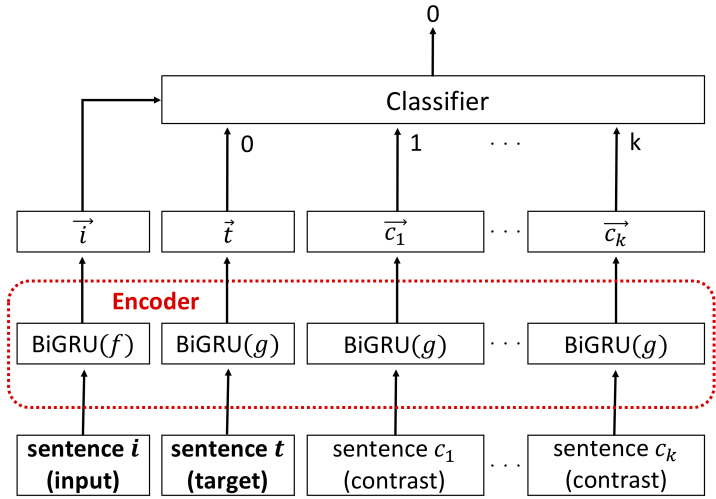 0
Classifier
0 1 · · · k
i⃗ t⃗ c₁⃗ · · · cₖ⃗
Encoder
BiGRU(f) BiGRU(g) BiGRU(g) · · · BiGRU(g)
sentence i sentence t sentence c₁ sentence cₖ
(input) (target) (contrast) · · · (contrast)